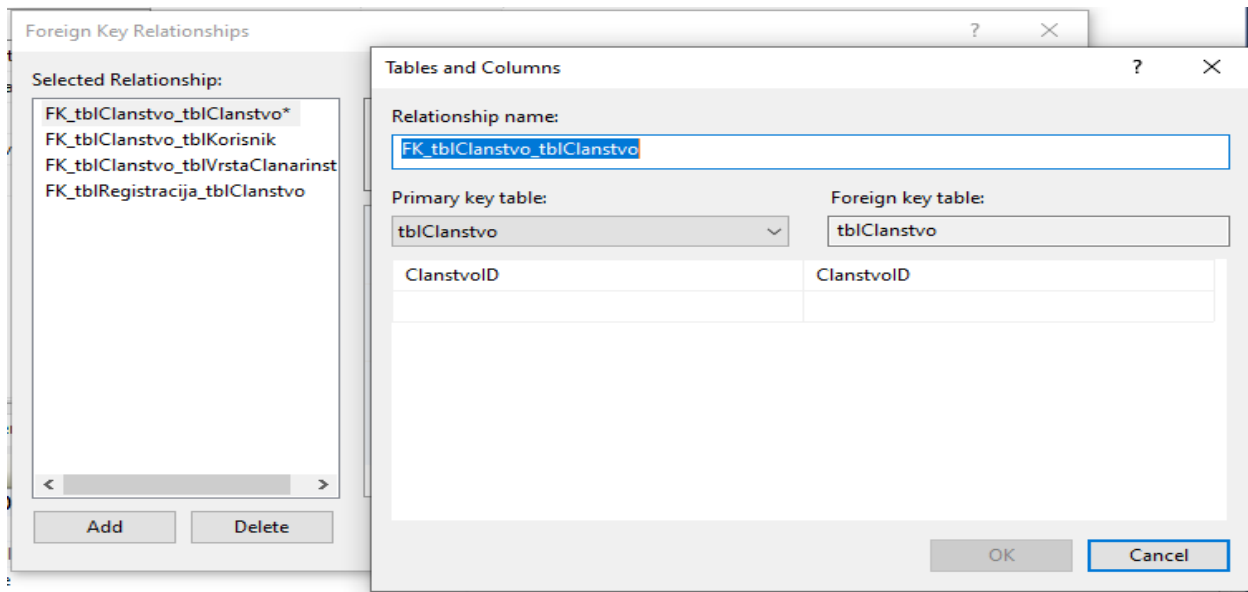 Foreign Key Relationships
?
Selected Relationship:
FK_tblClanstvo_tblClanstvo*
FK_tblClanstvo_tblKorisnik
FK_tblClanstvo_tblVrstaClanarinst
FK_tblRegistracija_tblClanstvo
Add Delete
Tables and Columns
?
Relationship name:
FK_tblClanstvo_tblClanstvo
Primary key table: Foreign key table:
tblClanstvo tblClanstvo
ClanstvoID ClanstvoID
OK Cancel